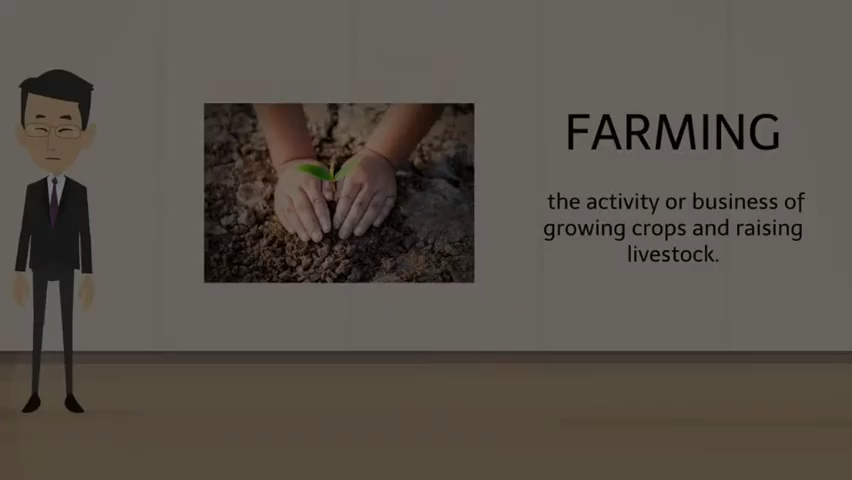 FARMING
the activity or business of
growing crops and raising
livestock.